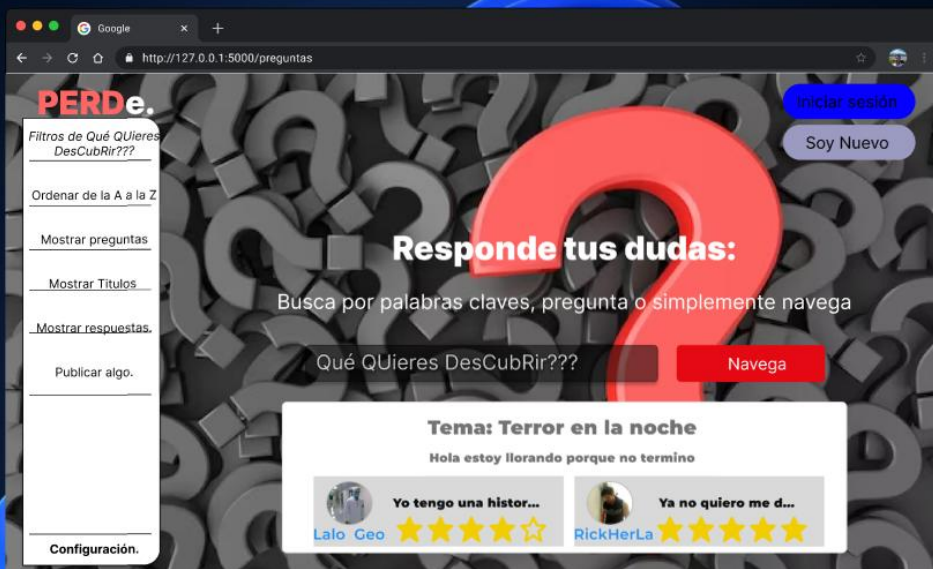 Google
http://127.0.0.1:5000/preguntas
PERDe.
Iniciar sesión
Soy Nuevo
Filtros de Qué QUieres
DesCubRir???
Ordenar de la A a la Z
Mostrar preguntas
Mostrar Titulos
Mostrar respuestas.
Publicar algo.
Configuración.
Responde tus dudas:
Busca por palabras claves, pregunta o simplemente navega
Qué QUieres DesCubRir???
Navega
Tema: Terror en la noche
Hola estoy llorando porque no termino
Yo tengo una histor...
Lalo Geo
Ya no quiero me d...
RickHerLa